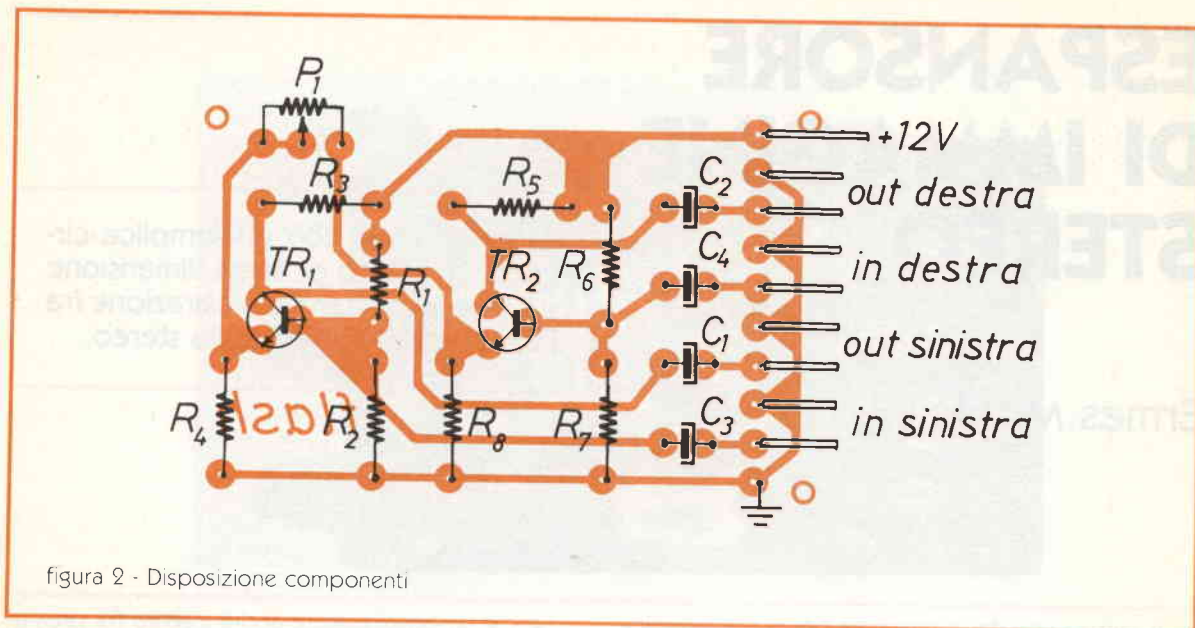 P1
R3
R5
C2
+12V
out destra
TR1
R1
TR2
R6
C4
in destra
C1
out sinistra
R4
flash
R2
R8
R7
C3
in sinistra
figura 2 - Disposizione componenti